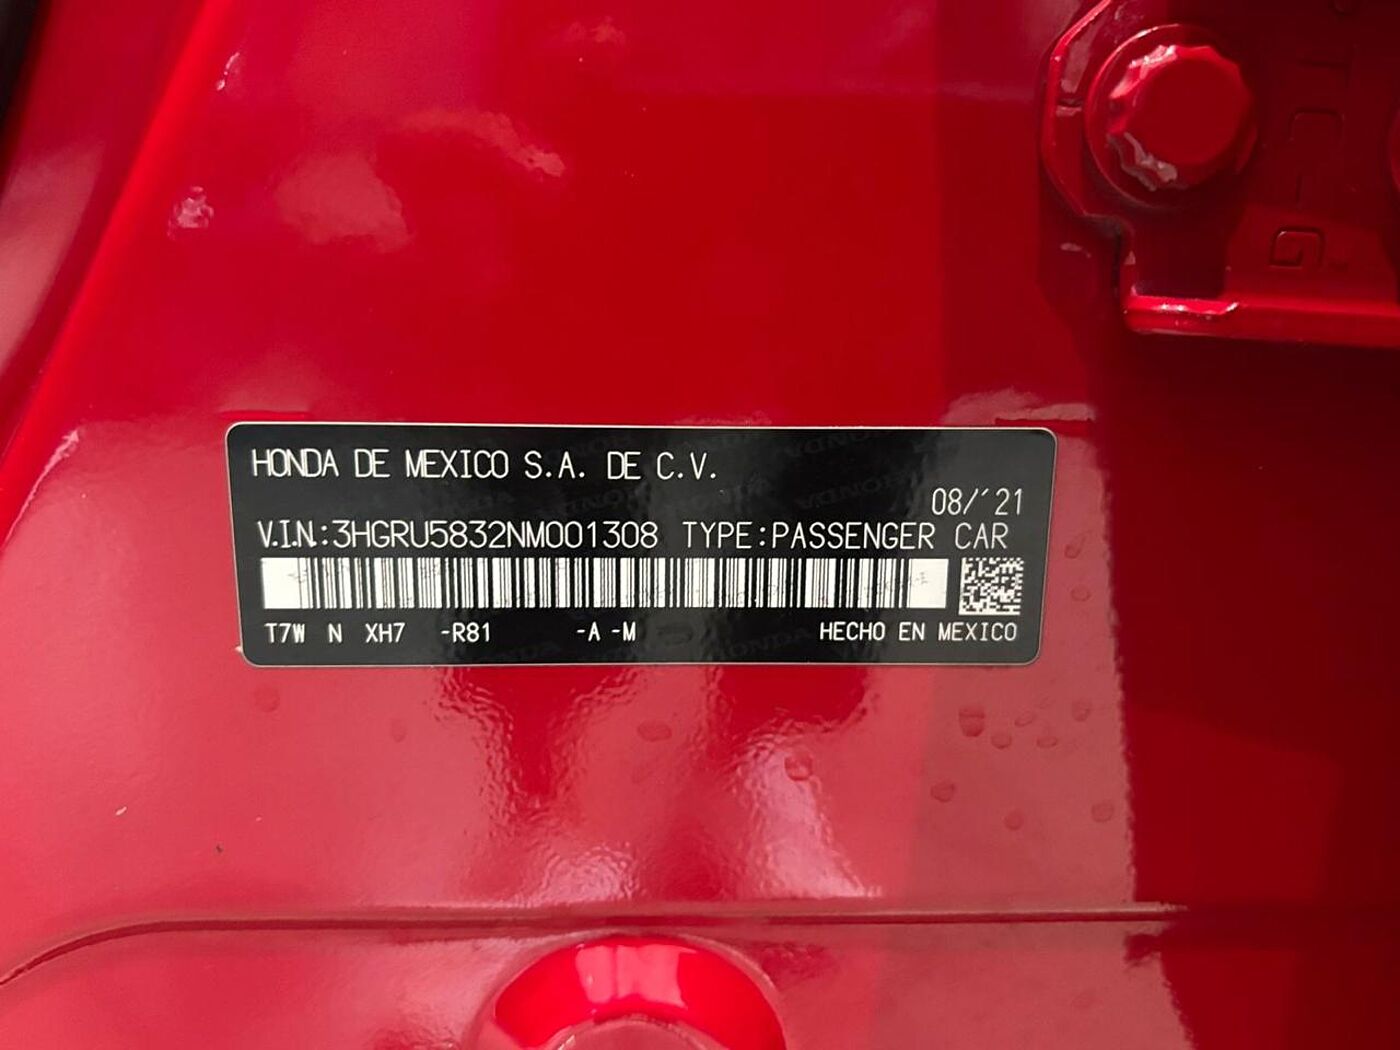 HONDA DE MEXICO S.A. DE C.V.
08/'21
V.I.N.:3HGRU5832NM001308 TYPE:PASSENGER CAR
T7W N XH7 -R81 -A -M HECHO EN MEXICO